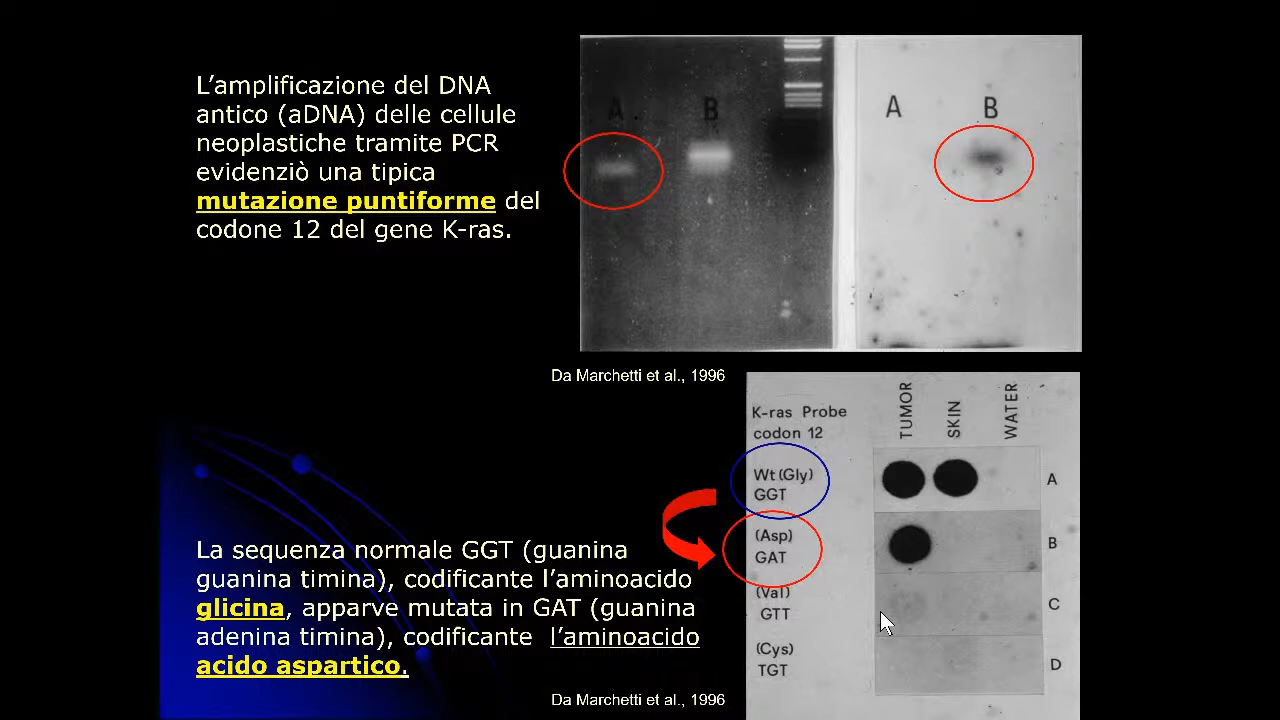 L’amplificazione del DNA
antico (aDNA) delle cellule
neoplastiche tramite PCR
evidenziò una tipica
mutazione puntiforme del
codone 12 del gene K-ras.
A B
A B
Da Marchetti et al., 1996
K-ras Probe
codon 12
TUMOR
SKIN
WATER
Wt (Gly)
GGT
A
(Asp)
GAT
B
(Val)
GTT
C
(Cys)
TGT
D
La sequenza normale GGT (guanina
guanina timina), codificante l’aminoacido
glicina, apparve mutata in GAT (guanina
adenina timina), codificante l’aminoacido
acido aspartico.
Da Marchetti et al., 1996